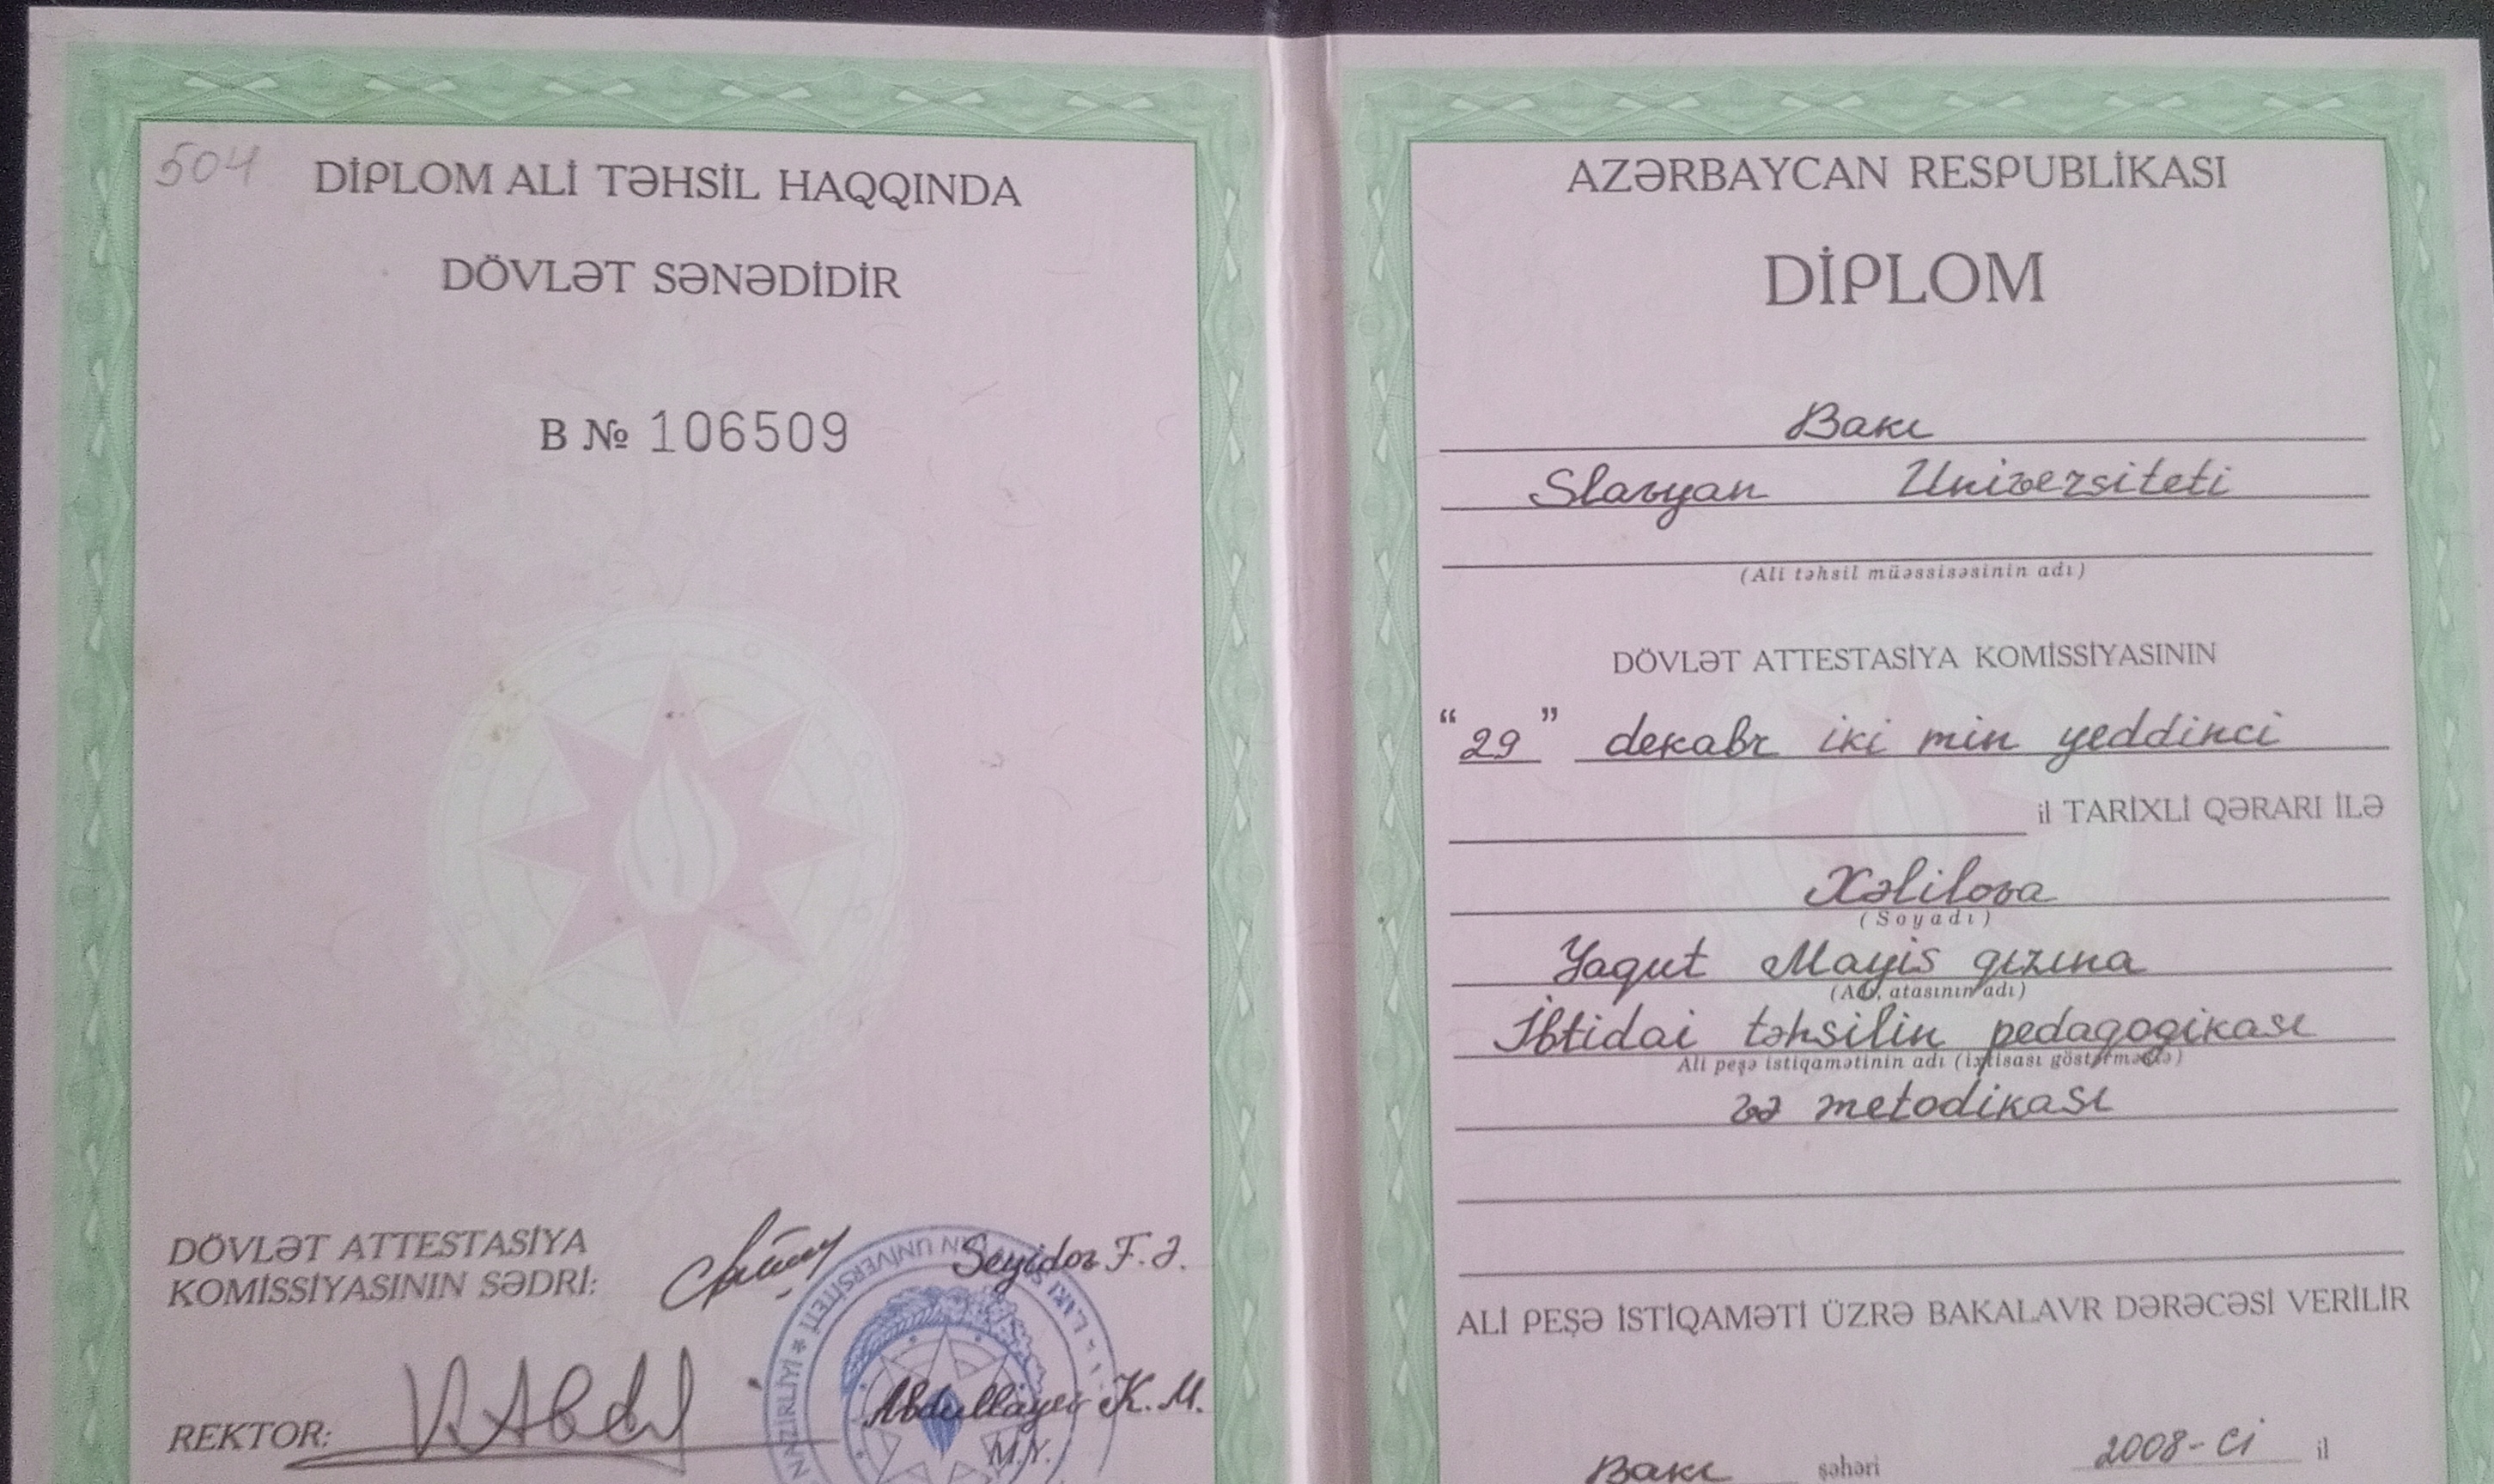 504
DİPLOM ALİ TƏHSİL HAQQINDA
DÖVLƏT SƏNƏDİDİR
B № 106509
DÖVLƏT ATTESTASİYA
KOMİSSİYASININ SƏDRİ:
Seyidov F.Ə.
REKTOR:
Abdullayev K.M.
M.Y.
AZƏRBAYCAN RESPUBLİKASI
DİPLOM
Bakı
Slavyan Universiteti
(Ali təhsil müəssisəsinin adı)
DÖVLƏT ATTESTASİYA KOMİSSİYASININ
“29” dekabr iki min yeddinci
il TARİXLİ QƏRARI İLƏ
Xəlilova
(Soyadı)
Yaqut Mayis qızına
(Adı, atasının adı)
İbtidai təhsilin pedagogikası
Ali peşə istiqamətinin adı (ixtisası göstərməklə)
və metodikası
ALİ PEŞƏ İSTİQAMƏTİ ÜZRƏ BAKALAVR DƏRƏCƏSİ VERİLİR
Bakı şəhəri 2008-ci il